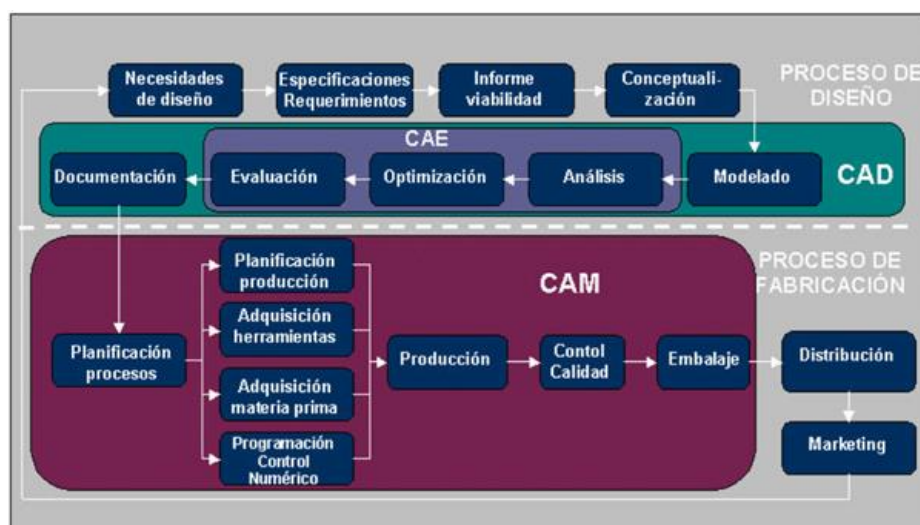 Necesidades
de diseño
Especificaciones
Requerimientos
Informe
viabilidad
Conceptuali-
zación
PROCESO DE
DISEÑO
CAE
Documentación
Evaluación
Optimización
Análisis
Modelado
CAD
PROCESO DE
FABRICACIÓN
CAM
Planificación
procesos
Planificación
producción
Adquisición
herramientas
Adquisición
materia prima
Programación
Control
Numérico
Producción
Contol
Calidad
Embalaje
Distribución
Marketing